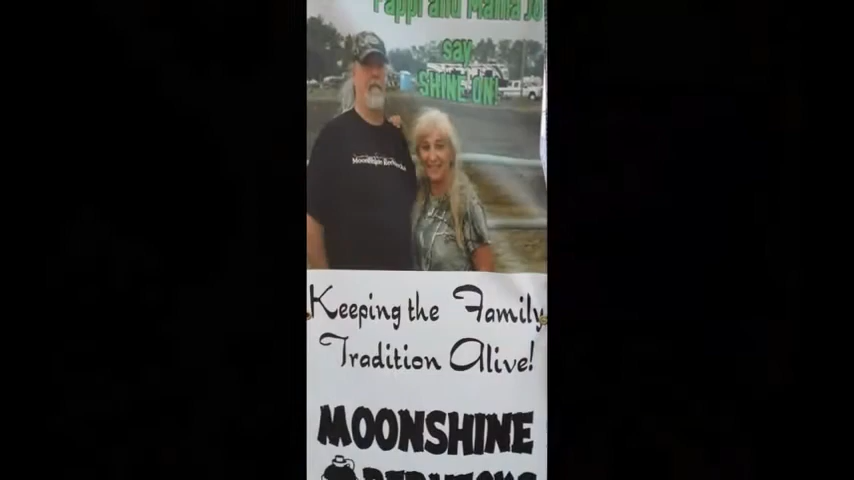 Pappi and Mama Jo
say
SHINE ON!
Keeping the Family
Tradition Alive!
MOONSHINE